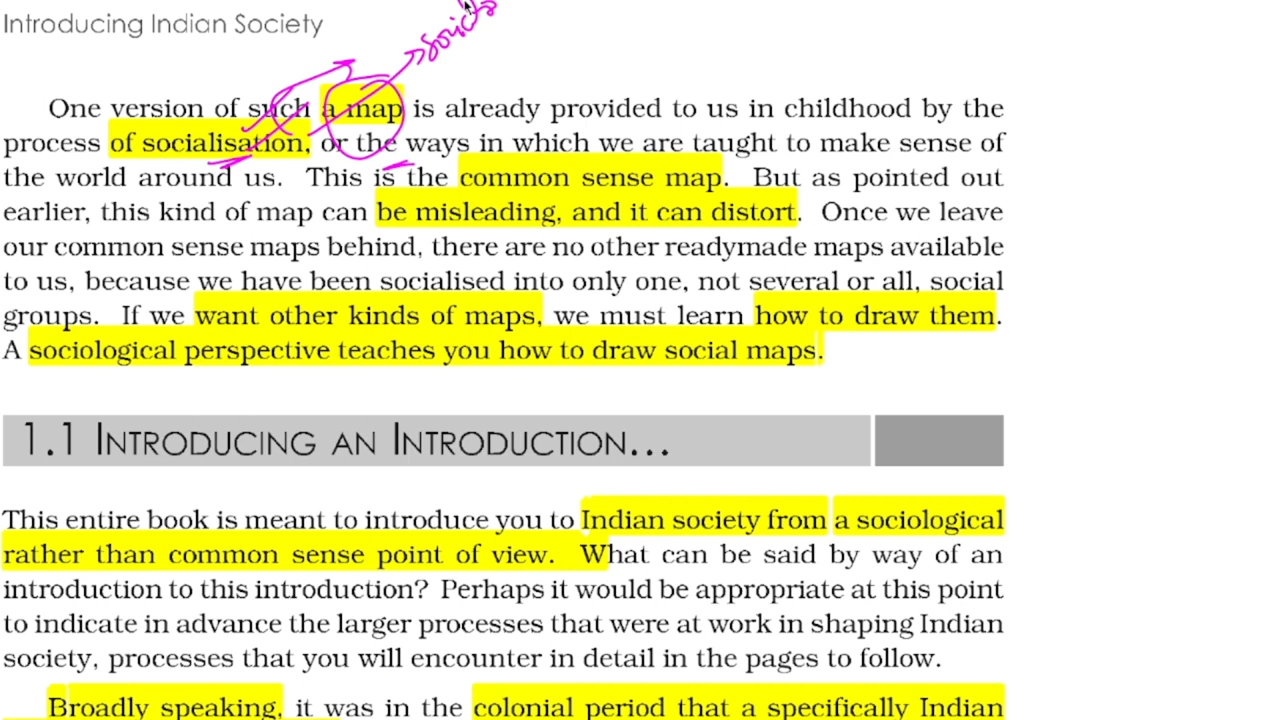 Introducing Indian Society
One version of such a map is already provided to us in childhood by the
process of socialisation, or the ways in which we are taught to make sense of
the world around us. This is the common sense map. But as pointed out
earlier, this kind of map can be misleading, and it can distort. Once we leave
our common sense maps behind, there are no other readymade maps available
to us, because we have been socialised into only one, not several or all, social
groups. If we want other kinds of maps, we must learn how to draw them.
A sociological perspective teaches you how to draw social maps.
1.1 INTRODUCING AN INTRODUCTION...
This entire book is meant to introduce you to Indian society from a sociological
rather than common sense point of view. What can be said by way of an
introduction to this introduction? Perhaps it would be appropriate at this point
to indicate in advance the larger processes that were at work in shaping Indian
society, processes that you will encounter in detail in the pages to follow.
Broadly speaking, it was in the colonial period that a specifically Indian